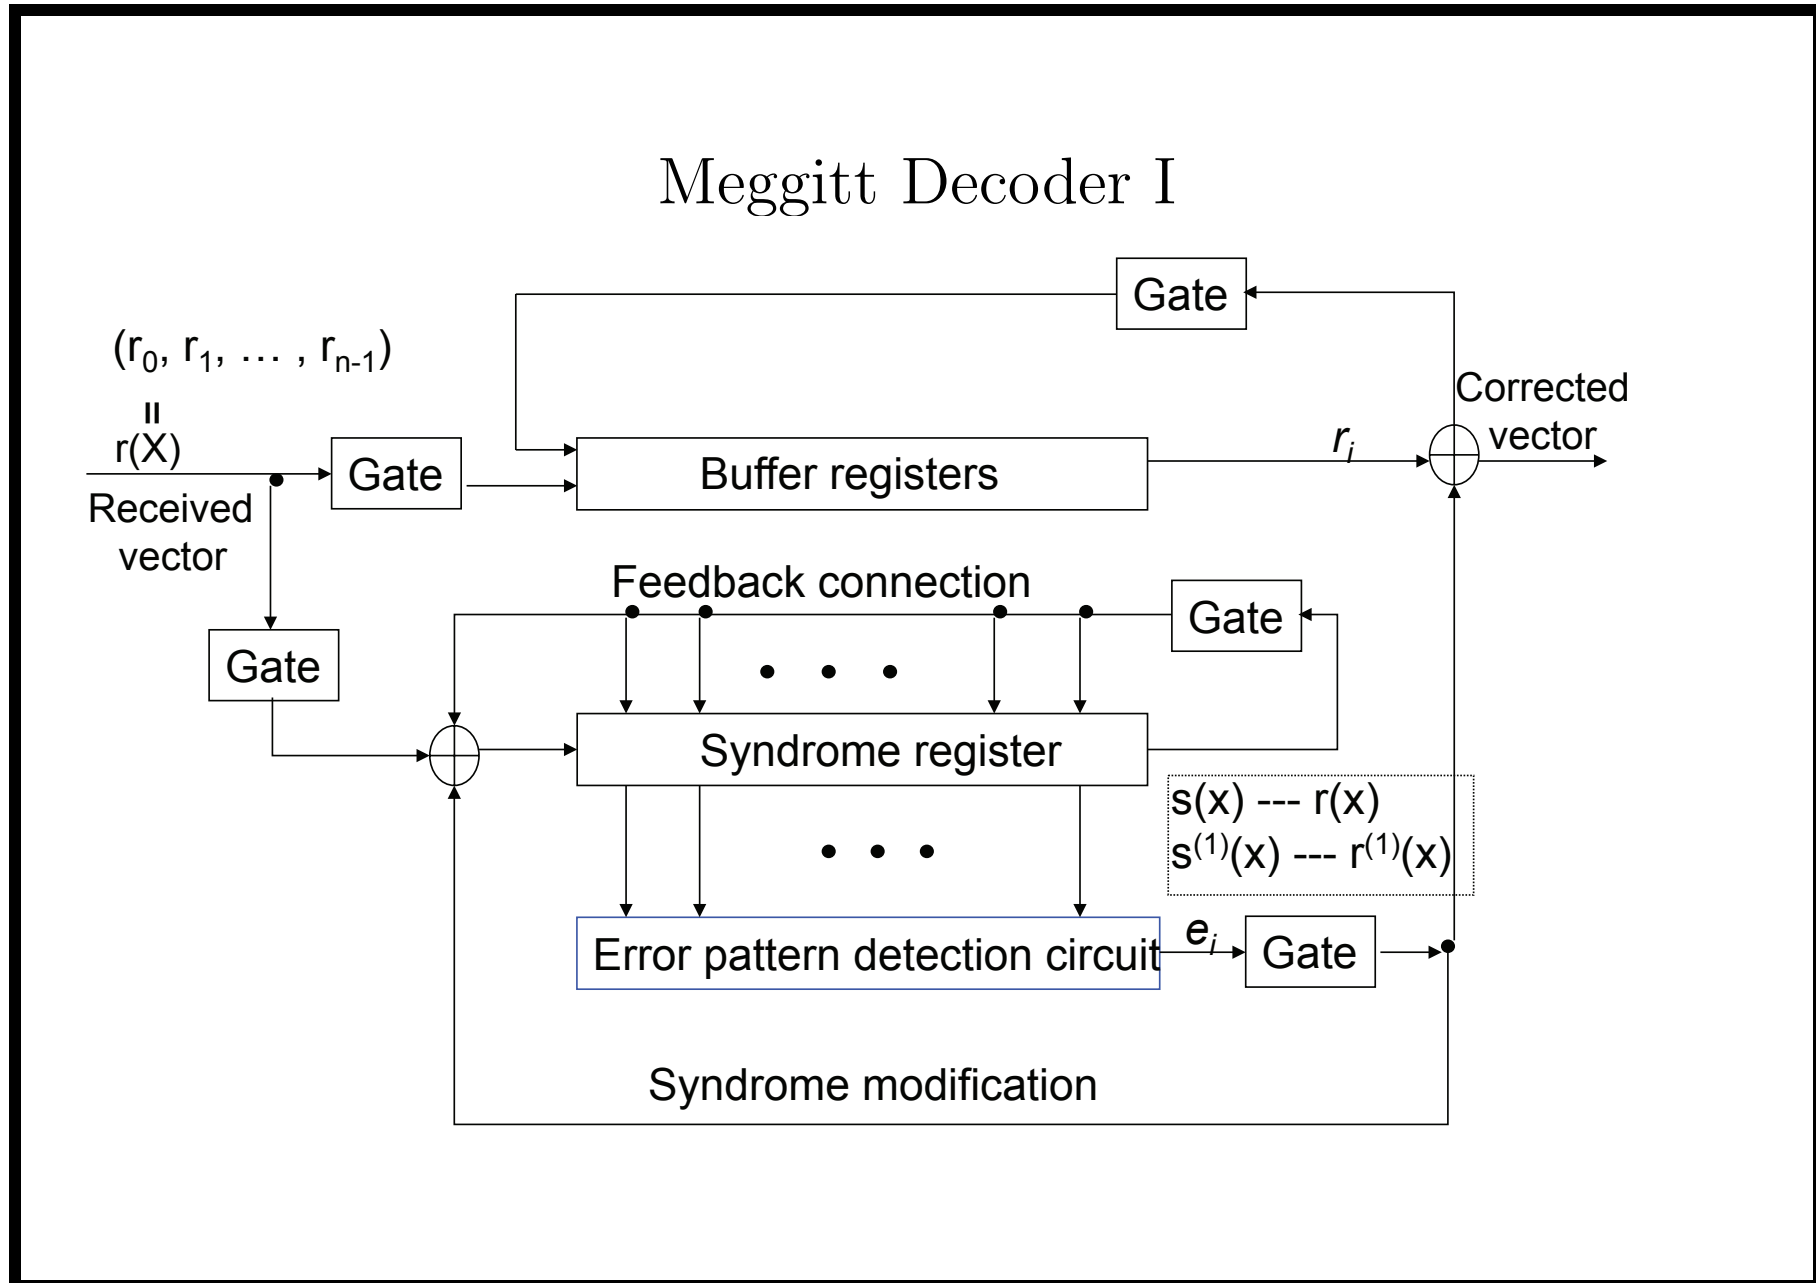 Meggitt Decoder I
Gate
(r₀, r₁, … , rₙ₋₁)
=
r(X)
Received
vector
Gate
Buffer registers
rᵢ
Corrected
vector
Feedback connection
Gate
Gate
Syndrome register
s(x) --- r(x)
s⁽¹⁾(x) --- r⁽¹⁾(x)
Error pattern detection circuit
eᵢ
Gate
Syndrome modification